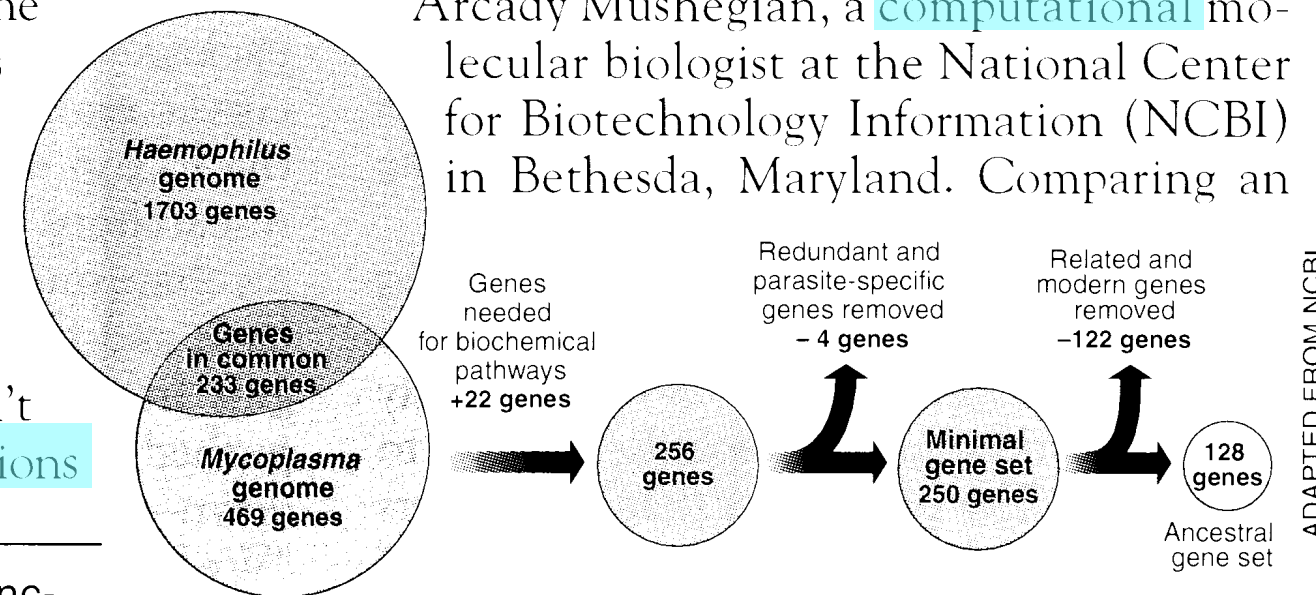 Arcady Mushegian, a computational mo-
lecular biologist at the National Center
for Biotechnology Information (NCBI)
in Bethesda, Maryland. Comparing an
Haemophilus
genome
1703 genes
Genes
in common
233 genes
Mycoplasma
genome
469 genes
Genes
needed
for biochemical
pathways
+22 genes
256
genes
Redundant and
parasite-specific
genes removed
– 4 genes
Minimal
gene set
250 genes
Related and
modern genes
removed
–122 genes
128
genes
Ancestral
gene set
ADAPTED FROM NCBI